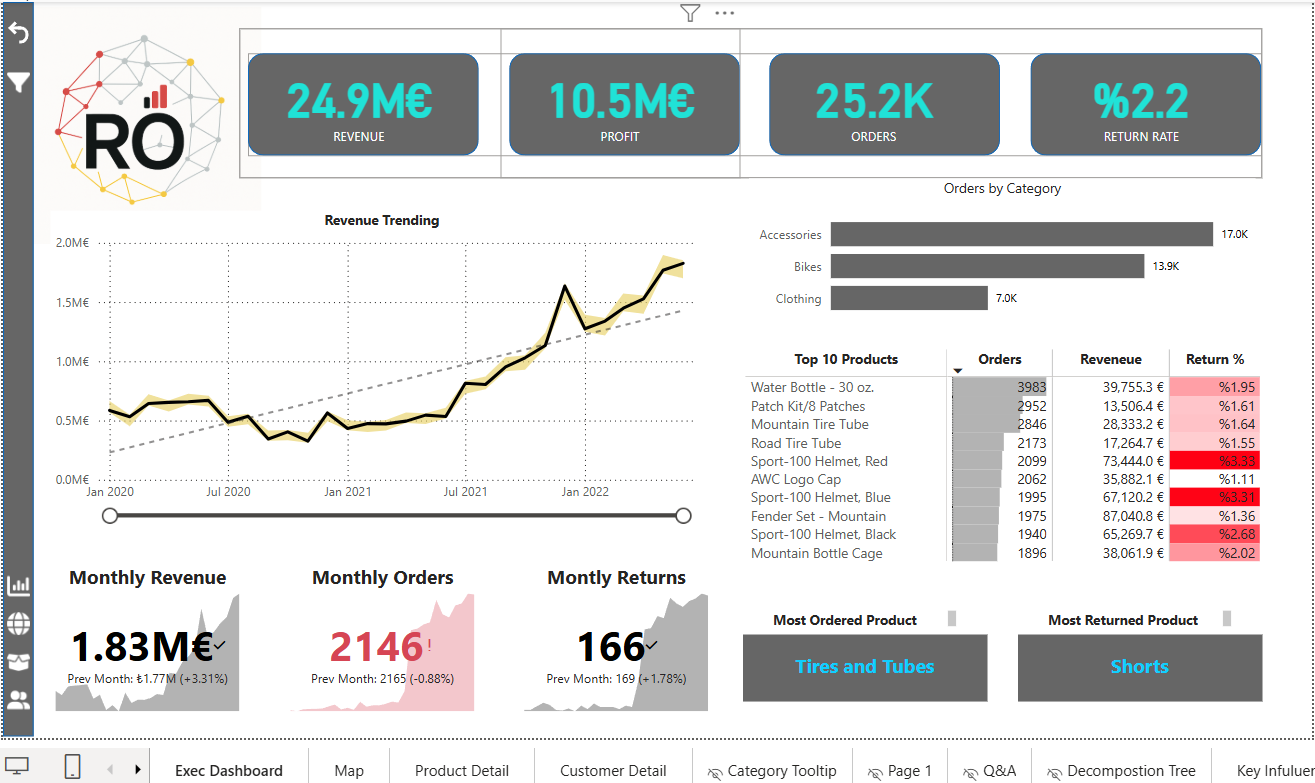 RO
24.9M€
REVENUE
10.5M€
PROFIT
25.2K
ORDERS
%2.2
RETURN RATE
Revenue Trending
2.0M€
1.5M€
1.0M€
0.5M€
0.0M€
Jan 2020 Jul 2020 Jan 2021 Jul 2021 Jan 2022
Orders by Category
Accessories 17.0K
Bikes 13.9K
Clothing 7.0K
Top 10 Products Orders Reveneue Return %
Water Bottle - 30 oz. 3983 39,755.3 € %1.95
Patch Kit/8 Patches 2952 13,506.4 € %1.61
Mountain Tire Tube 2846 28,333.2 € %1.64
Road Tire Tube 2173 17,264.7 € %1.55
Sport-100 Helmet, Red 2099 73,444.0 € %3.33
AWC Logo Cap 2062 35,882.1 € %1.11
Sport-100 Helmet, Blue 1995 67,120.2 € %3.31
Fender Set - Mountain 1975 87,040.8 € %1.36
Sport-100 Helmet, Black 1940 65,269.7 € %2.68
Mountain Bottle Cage 1896 38,061.9 € %2.02
Monthly Revenue
1.83M€
Prev Month: ₺1.77M (+3.31%)
Monthly Orders
2146!
Prev Month: 2165 (-0.88%)
Montly Returns
166
Prev Month: 169 (+1.78%)
Most Ordered Product
Tires and Tubes
Most Returned Product
Shorts
Exec Dashboard Map Product Detail Customer Detail Category Tooltip Page 1 Q&A Decompostion Tree Key Infuluen